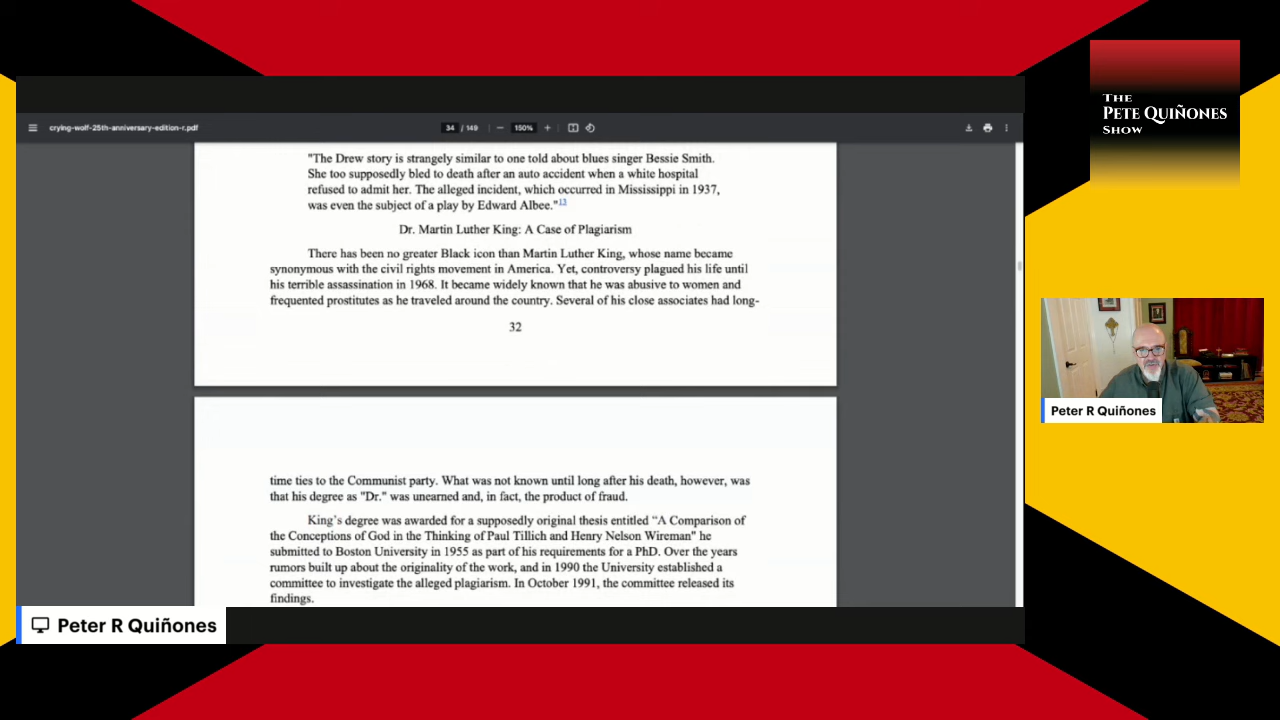 THE
PETE QUIÑONES
SHOW
crying-wolf-25th-anniversary-edition-r.pdf
34 / 149
150%
"The Drew story is strangely similar to one told about blues singer Bessie Smith.
She too supposedly bled to death after an auto accident when a white hospital
refused to admit her. The alleged incident, which occurred in Mississippi in 1937,
was even the subject of a play by Edward Albee."13
Dr. Martin Luther King: A Case of Plagiarism
There has been no greater Black icon than Martin Luther King, whose name became
synonymous with the civil rights movement in America. Yet, controversy plagued his life until
his terrible assassination in 1968. It became widely known that he was abusive to women and
frequented prostitutes as he traveled around the country. Several of his close associates had long-
32
time ties to the Communist party. What was not known until long after his death, however, was
that his degree as "Dr." was unearned and, in fact, the product of fraud.
King's degree was awarded for a supposedly original thesis entitled “A Comparison of
the Conceptions of God in the Thinking of Paul Tillich and Henry Nelson Wireman" he
submitted to Boston University in 1955 as part of his requirements for a PhD. Over the years
rumors built up about the originality of the work, and in 1990 the University established a
committee to investigate the alleged plagiarism. In October 1991, the committee released its
findings.
Peter R Quiñones
Peter R Quiñones